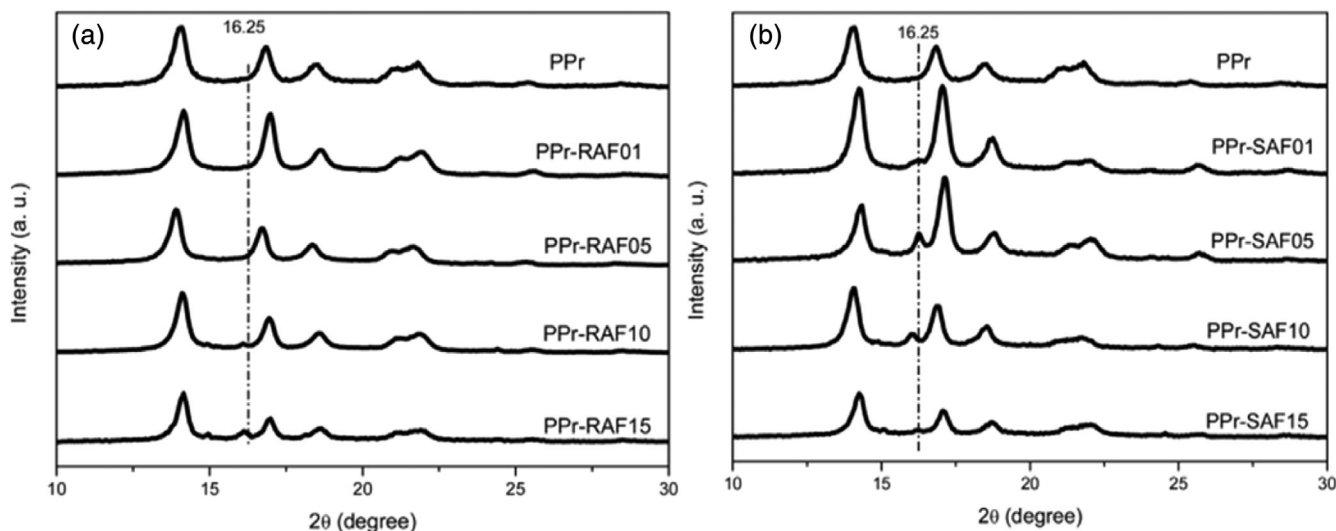 (a)
16.25
PPr
PPr-RAF01
PPr-RAF05
PPr-RAF10
PPr-RAF15
Intensity (a. u.)
10 15 20 25 30
2θ (degree)
(b)
16.25
PPr
PPr-SAF01
PPr-SAF05
PPr-SAF10
PPr-SAF15
Intensity (a. u.)
10 15 20 25 30
2θ (degree)